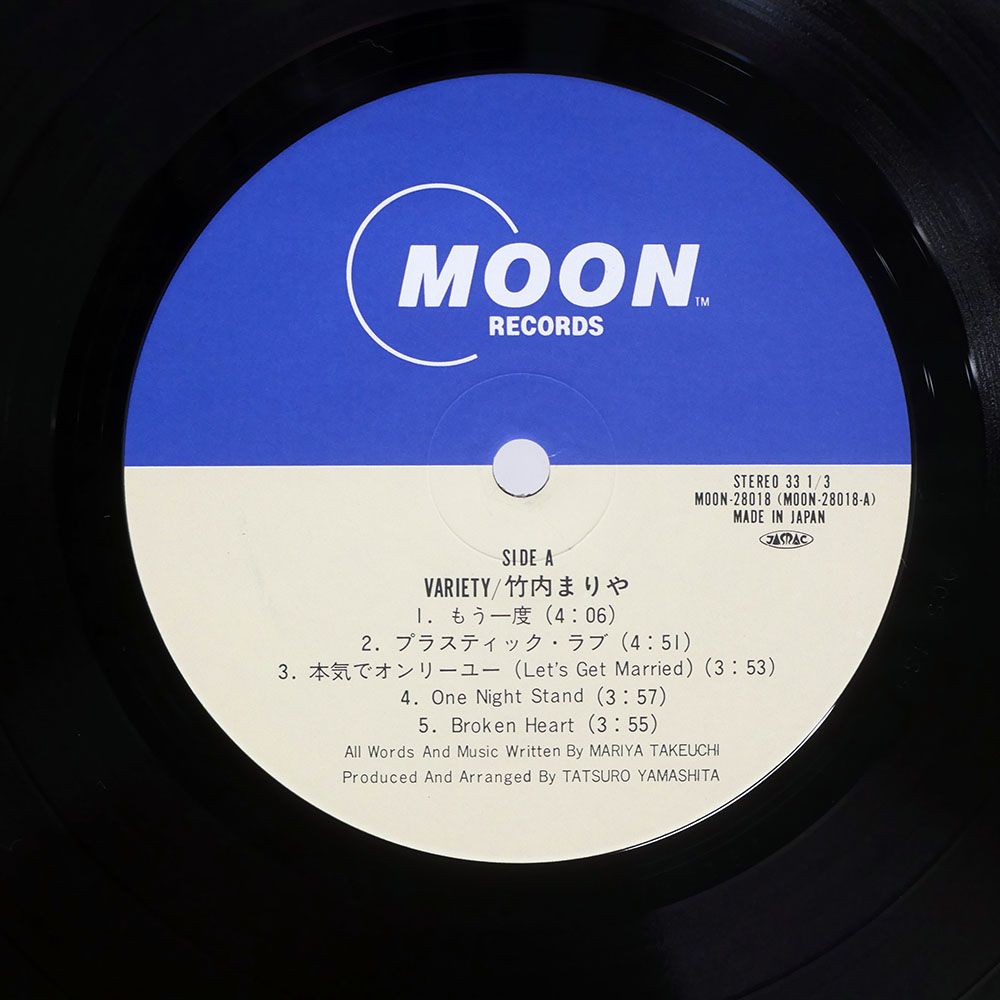 MOON™
RECORDS
STEREO 33 1/3
MOON-28018 (MOON-28018-A)
MADE IN JAPAN
JASRAC
SIDE A
VARIETY/竹内まりや
1. もう一度 (4:06)
2. プラスティック・ラブ (4:51)
3. 本気でオンリーユー (Let's Get Married) (3:53)
4. One Night Stand (3:57)
5. Broken Heart (3:55)
All Words And Music Written By MARIYA TAKEUCHI
Produced And Arranged By TATSURO YAMASHITA